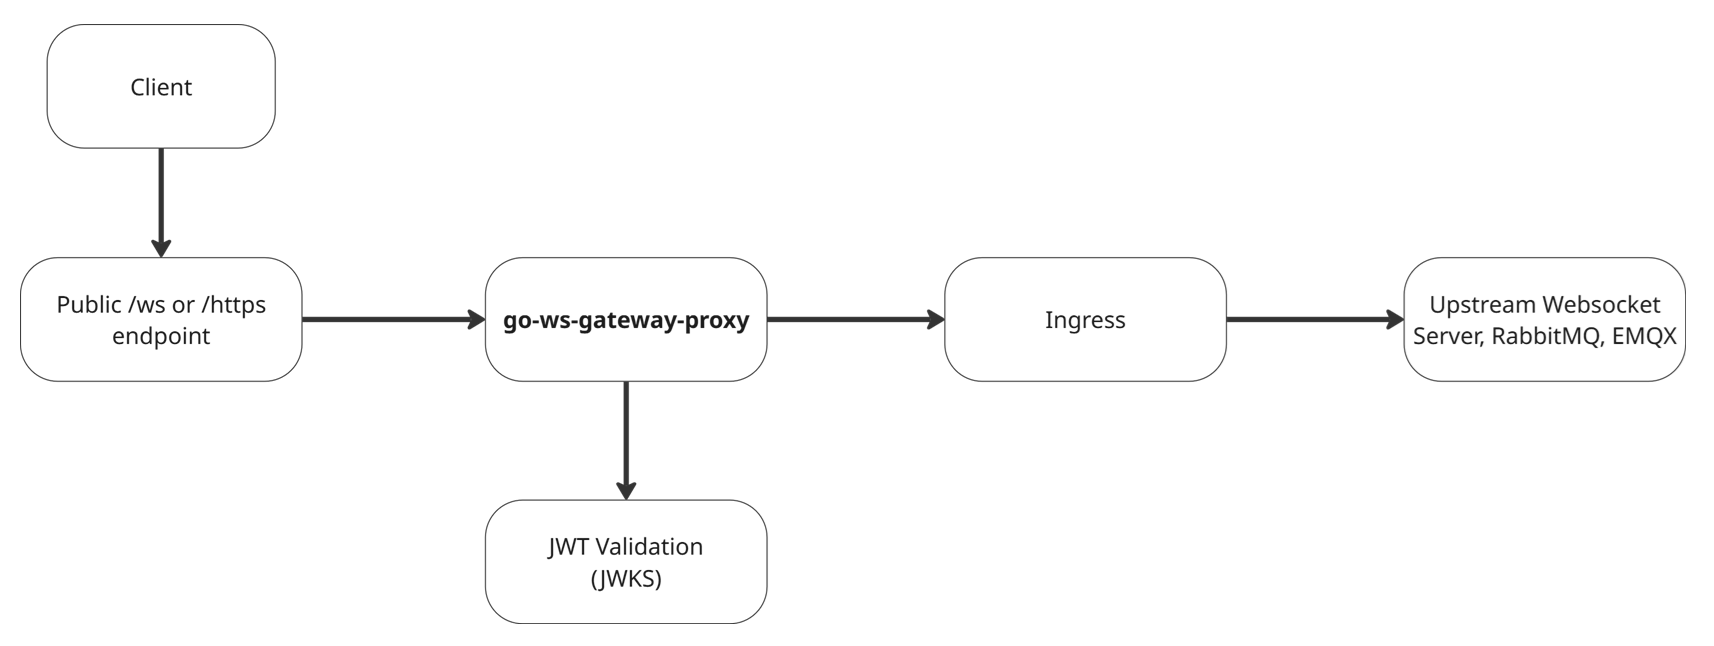 Client
Public /ws or /https
endpoint
go-ws-gateway-proxy
Ingress
Upstream Websocket
Server, RabbitMQ, EMQX
JWT Validation
(JWKS)